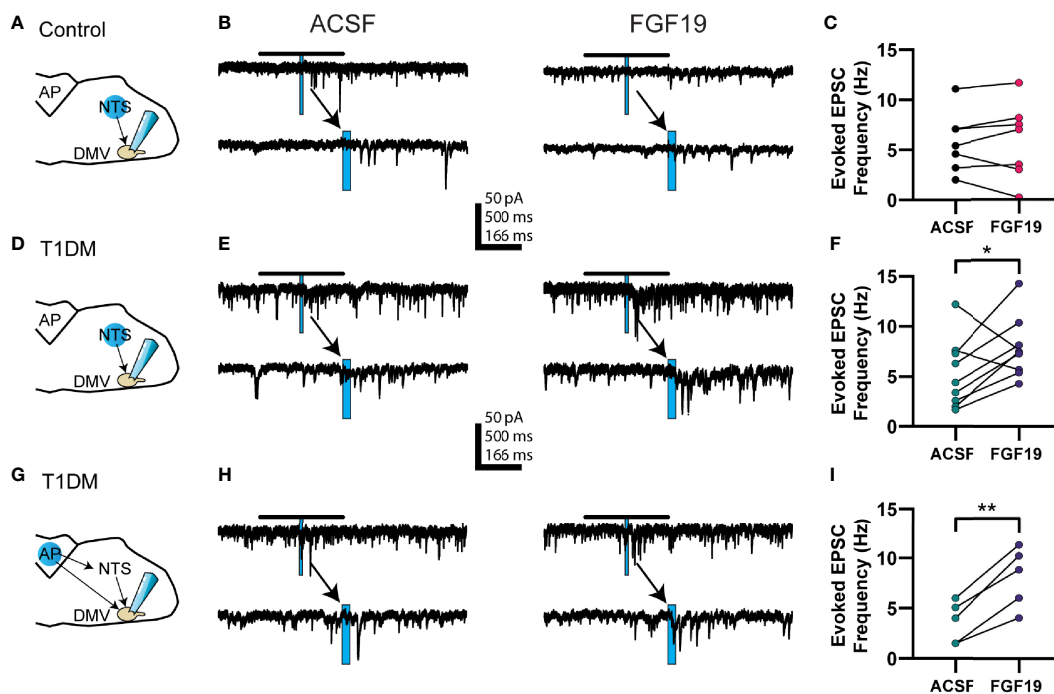 A Control
B ACSF FGF19
C
AP
NTS
DMV
50 pA
500 ms
166 ms
Evoked EPSC
Frequency (Hz)
15
10
5
0
ACSF FGF19
D T1DM
E
F
AP
NTS
DMV
50 pA
500 ms
166 ms
*
Evoked EPSC
Frequency (Hz)
15
10
5
0
ACSF FGF19
G T1DM
H
I
AP
NTS
DMV
**
Evoked EPSC
Frequency (Hz)
15
10
5
0
ACSF FGF19